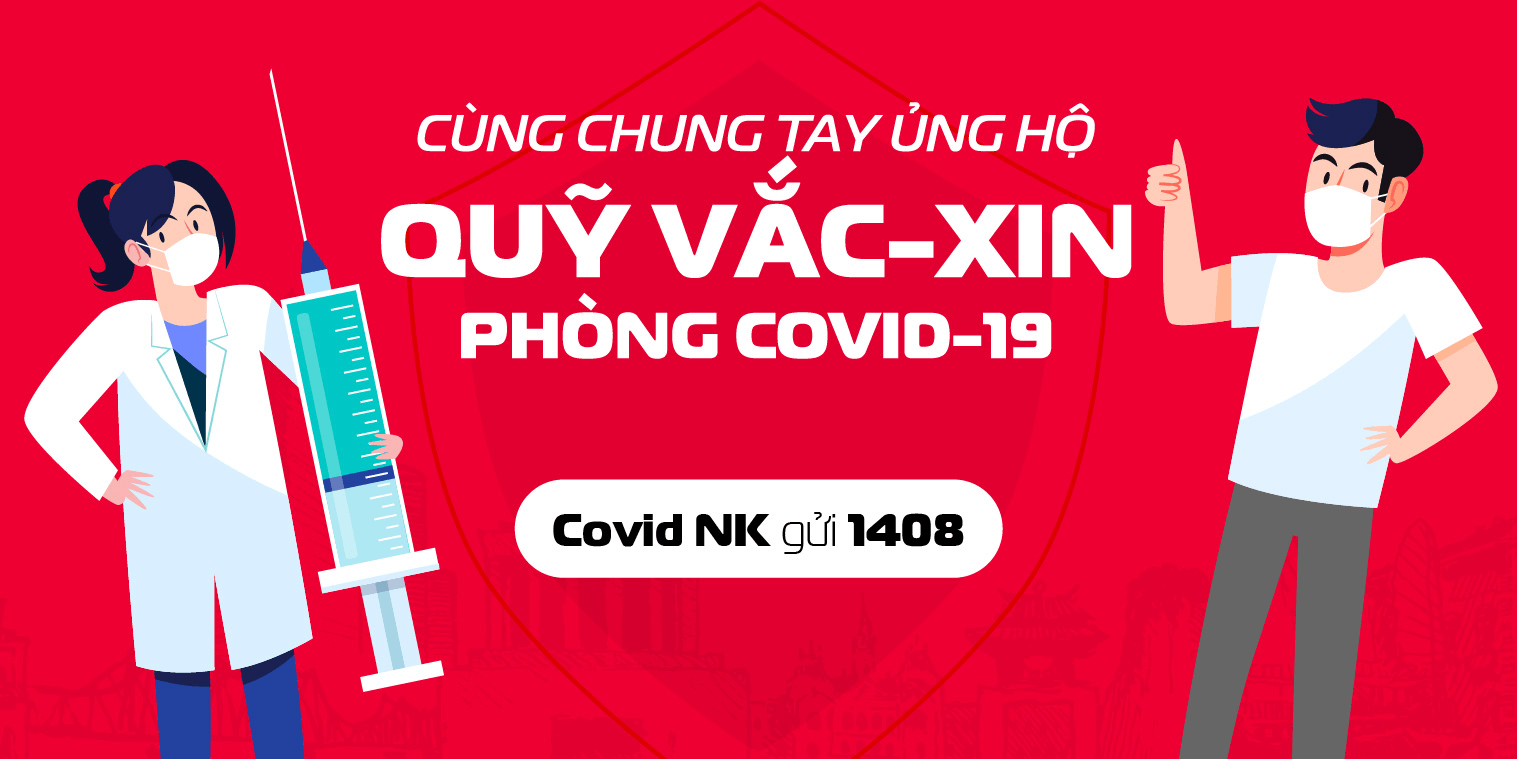 CÙNG CHUNG TAY ỦNG HỘ
QUỸ VẮC-XIN
PHÒNG COVID-19
Covid NK gửi 1408